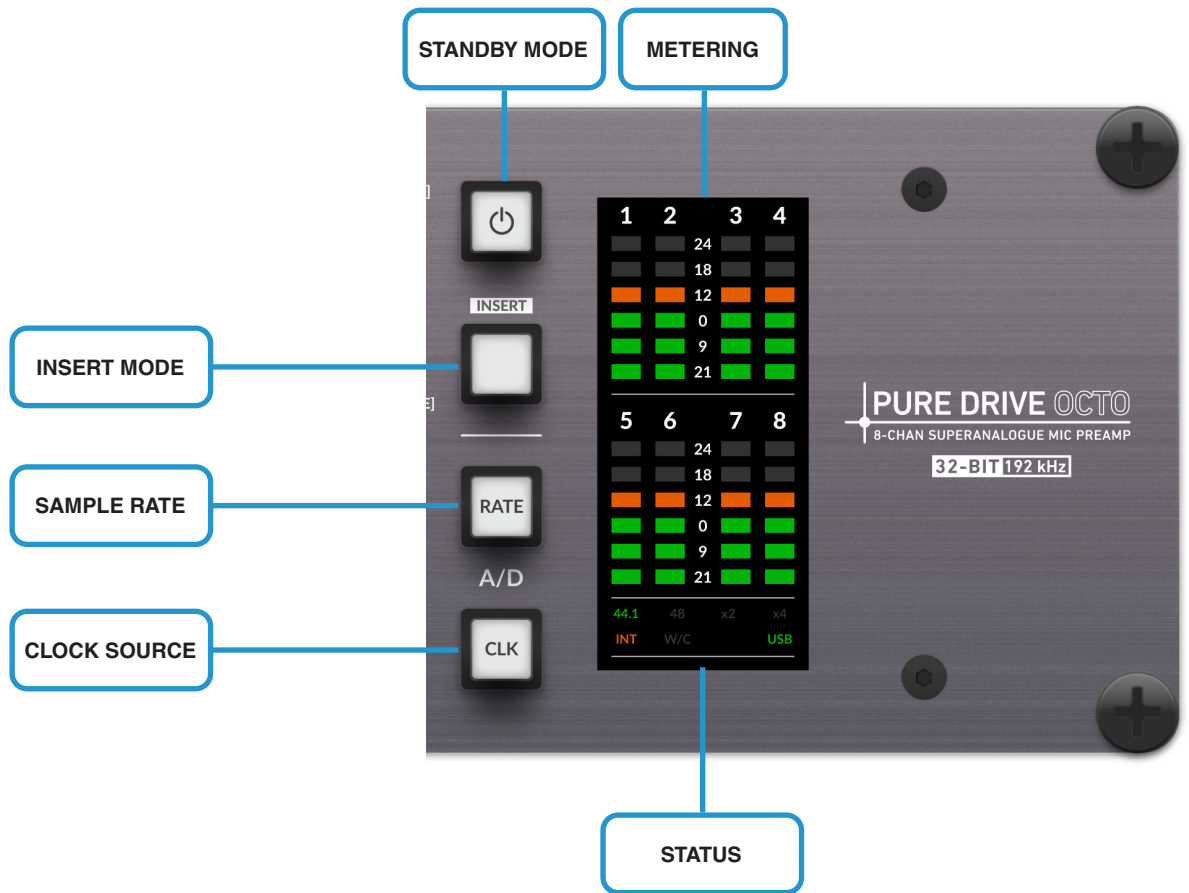 STANDBY MODE
METERING
]
1 2 3 4
24
18
INSERT
12
0
9
INSERT MODE
21
E]
PURE DRIVE OCTO
5 6 7 8
8-CHAN SUPERANALOGUE MIC PREAMP
24
32-BIT 192 kHz
18
SAMPLE RATE
RATE
12
0
9
A/D
21
44.1 48 x2 x4
INT W/C USB
CLOCK SOURCE
CLK
STATUS